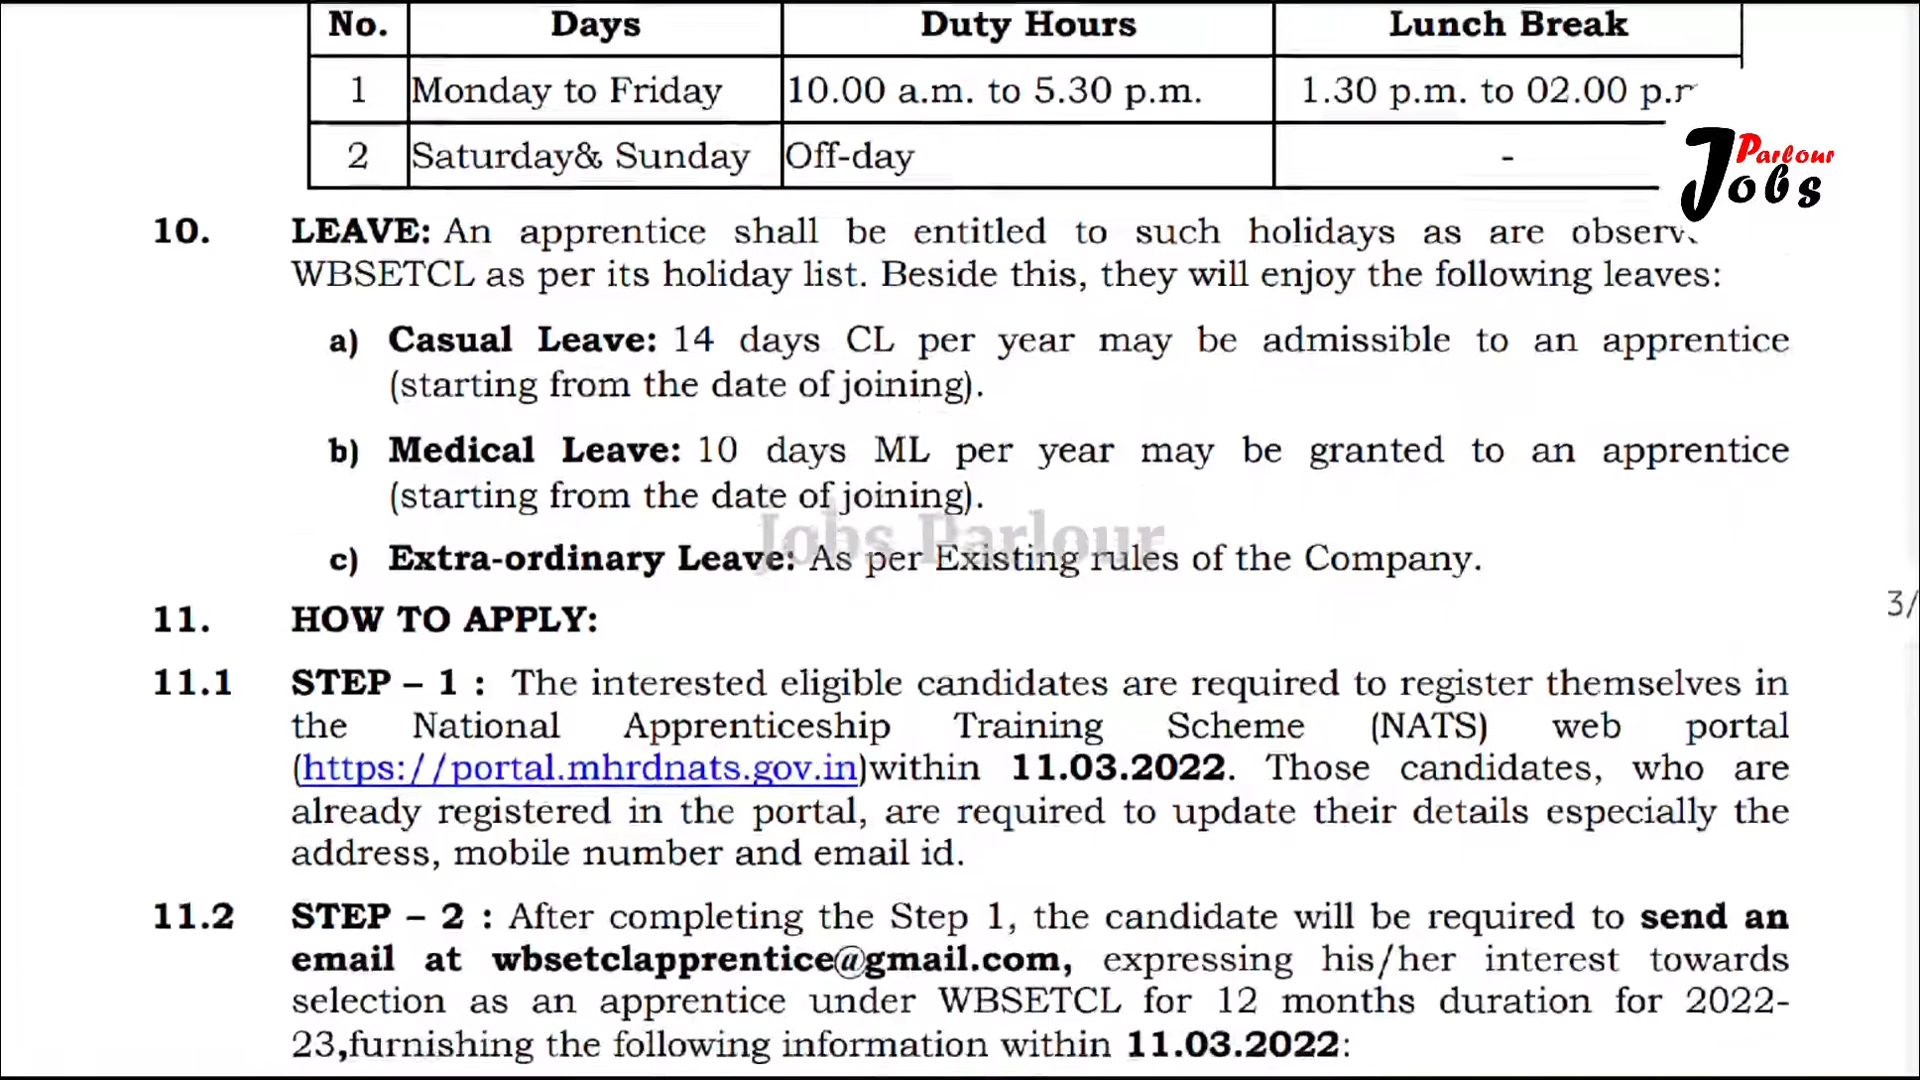 No. Days Duty Hours Lunch Break
1 Monday to Friday 10.00 a.m. to 5.30 p.m. 1.30 p.m. to 02.00
2 Saturday& Sunday Off-day -
Parlour
Jobs
10. LEAVE: An apprentice shall be entitled to such holidays as are
WBSETCL as per its holiday list. Beside this, they will enjoy the following leaves:
a) Casual Leave: 14 days CL per year may be admissible to an apprentice
(starting from the date of joining).
b) Medical Leave: 10 days ML per year may be granted to an apprentice
(starting from the date of joining).
Jobs Parlour
c) Extra-ordinary Leave: As per Existing rules of the Company.
3/
11. HOW TO APPLY:
11.1 STEP – 1 : The interested eligible candidates are required to register themselves in
the National Apprenticeship Training Scheme (NATS) web portal
(https://portal.mhrdnats.gov.in)within 11.03.2022. Those candidates, who are
already registered in the portal, are required to update their details especially the
address, mobile number and email id.
11.2 STEP – 2 : After completing the Step 1, the candidate will be required to send an
email at wbsetclapprentice@gmail.com, expressing his/her interest towards
selection as an apprentice under WBSETCL for 12 months duration for 2022-
23,furnishing the following information within 11.03.2022: